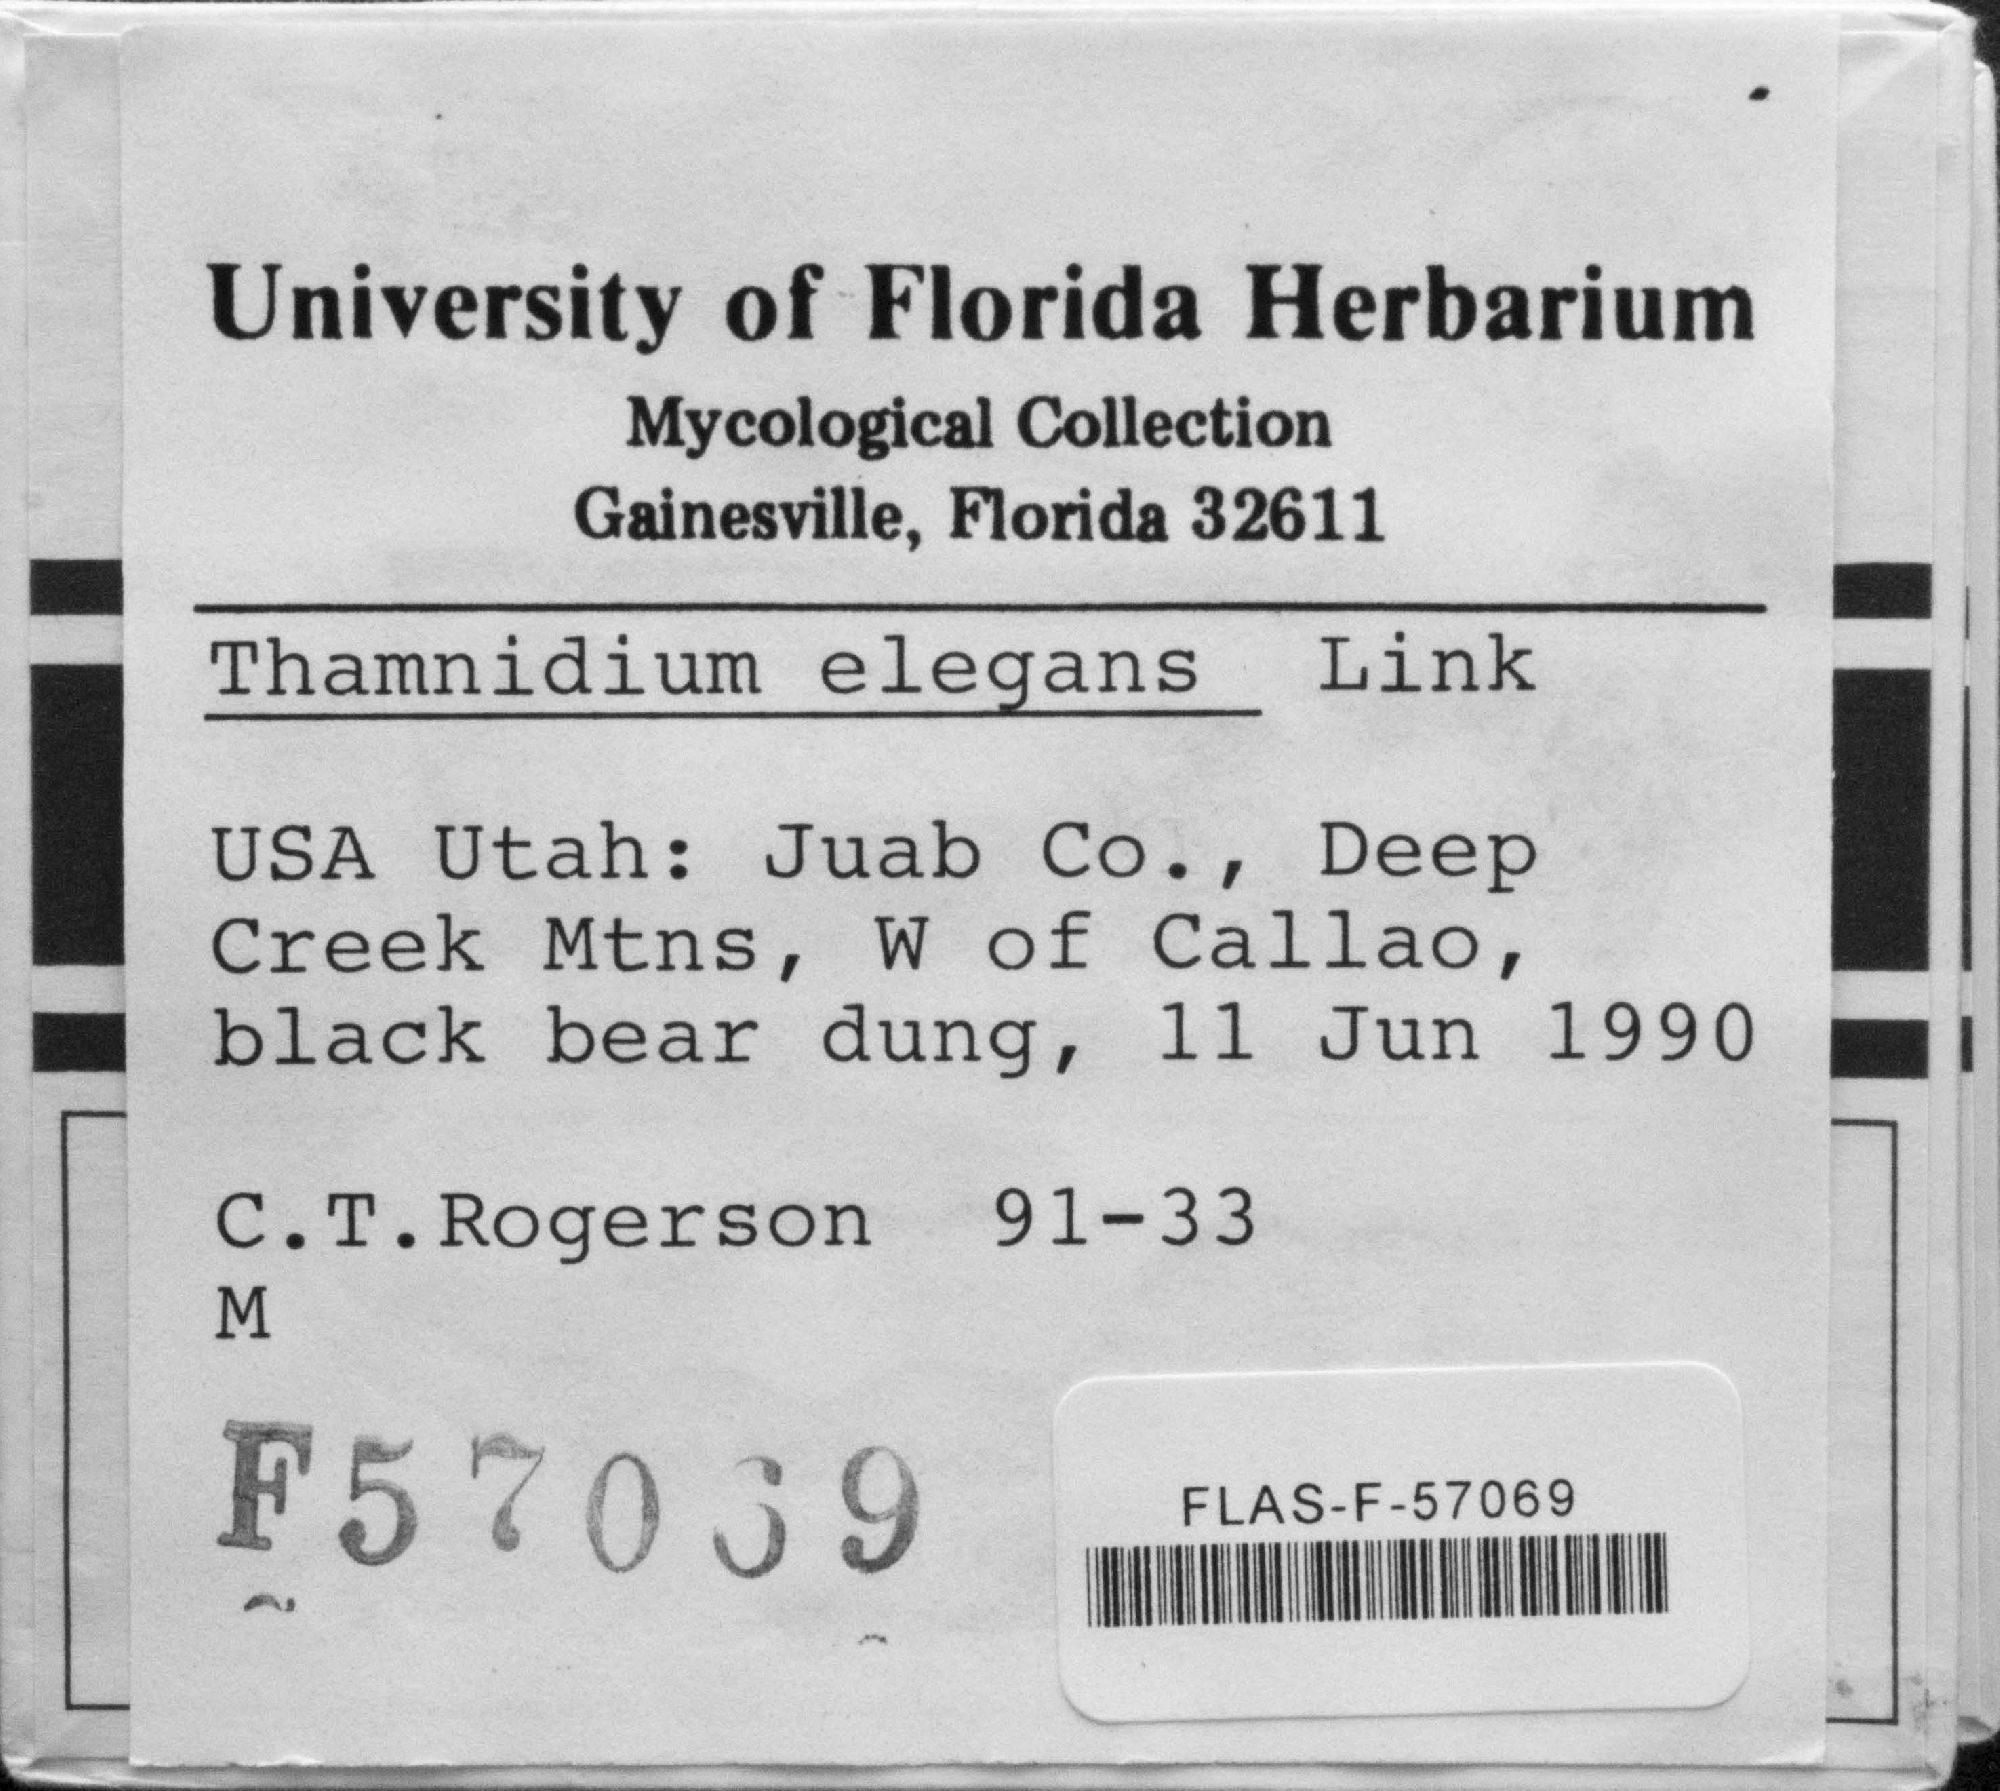 University of Florida Herbarium
Mycological Collection
Gainesville, Florida 32611
Thamnidium elegans Link
USA Utah: Juab Co., Deep
Creek Mtns, W of Callao,
black bear dung, 11 Jun 1990
C.T.Rogerson 91-33
M
F57069
FLAS-F-57069